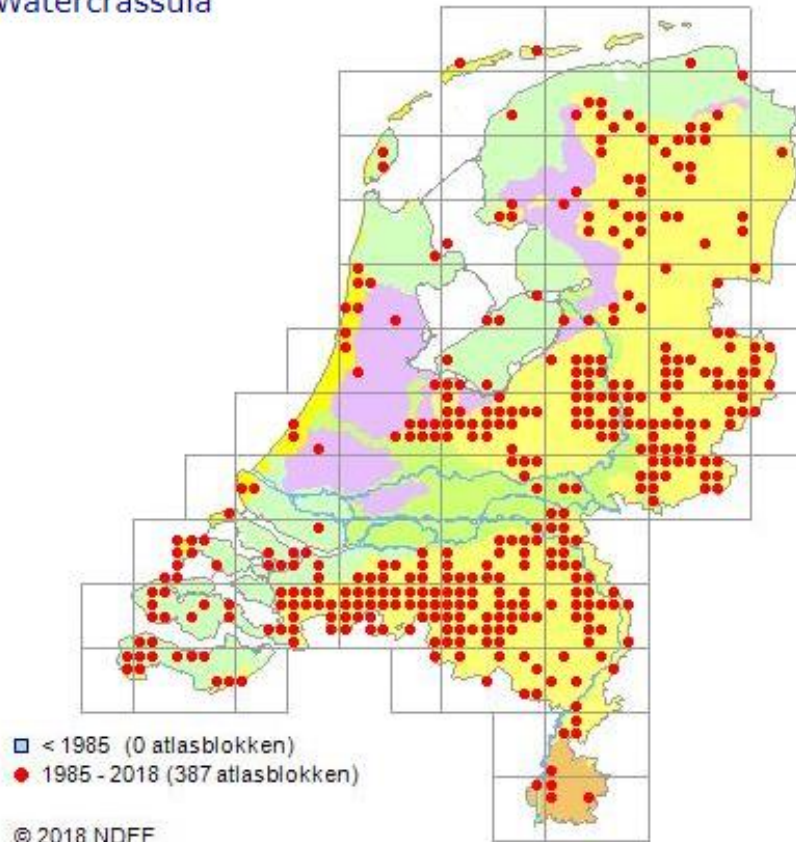 Watercrassula
< 1985 (0 atlasblokken)
1985 - 2018 (387 atlasblokken)
© 2018 NDFF